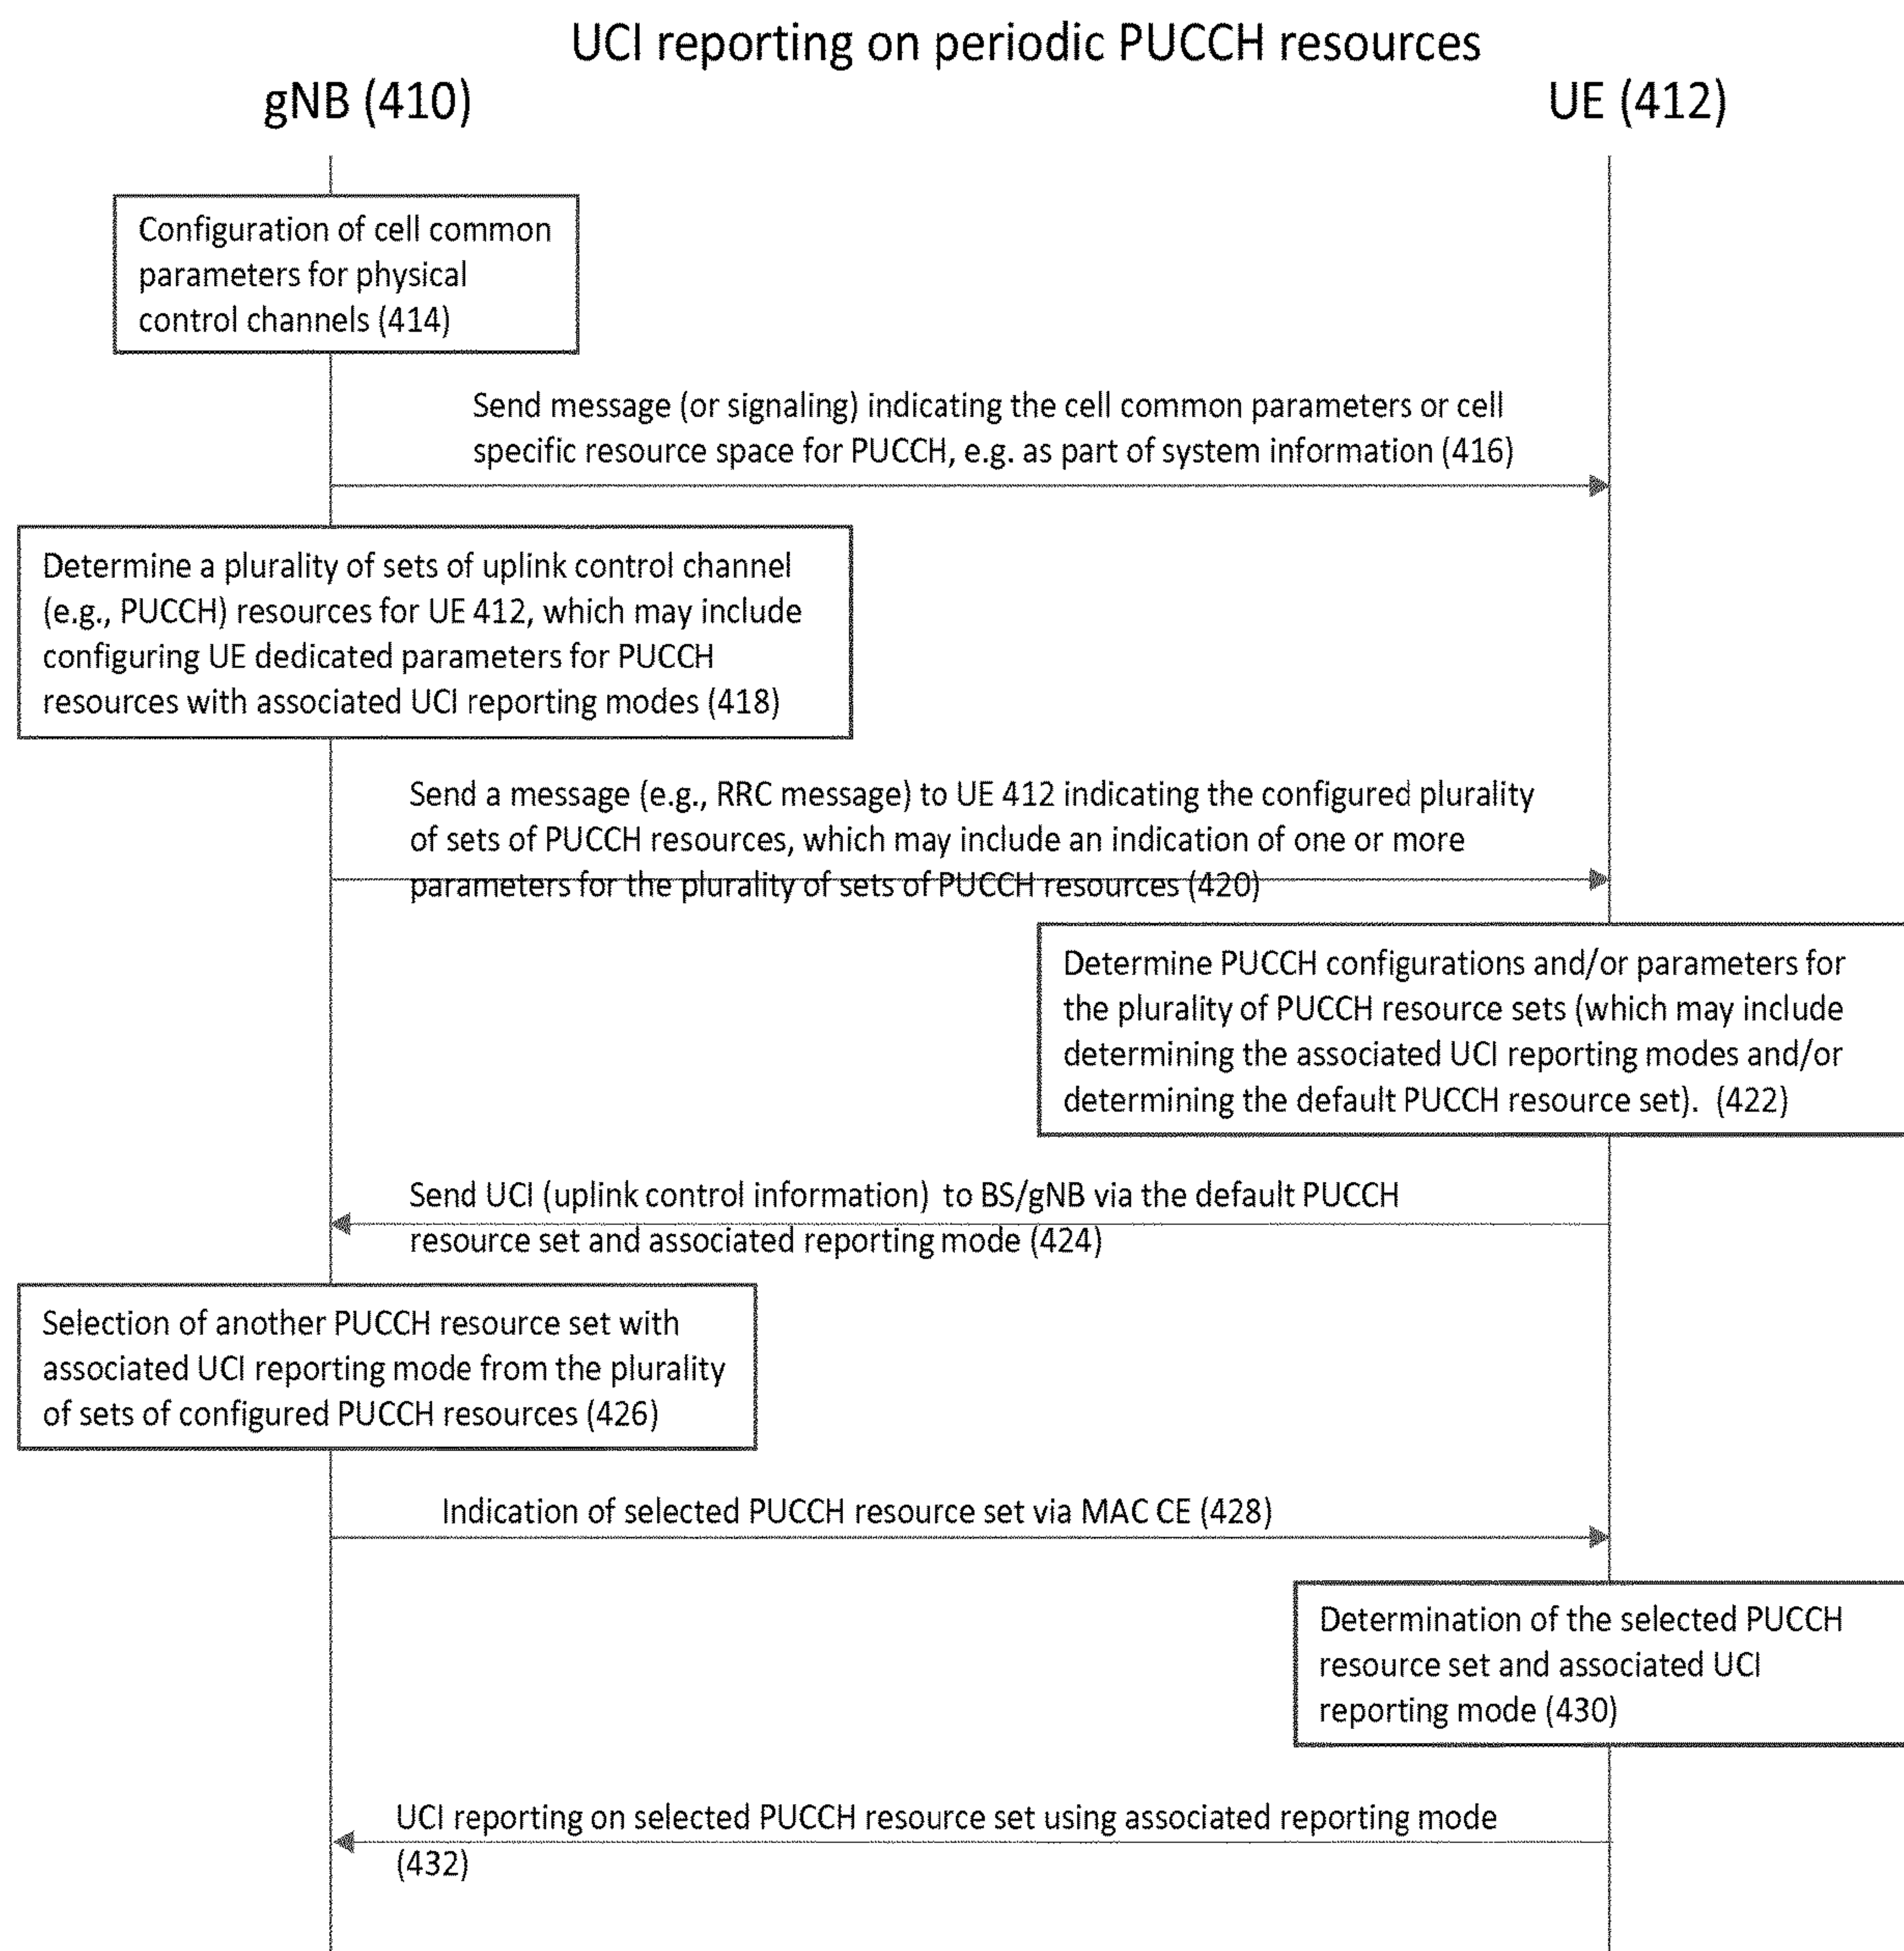 UCI reporting on periodic PUCCH resources
gNB (410)
UE (412)
Configuration of cell common
parameters for physical
control channels (414)
Send message (or signaling) indicating the cell common parameters or cell
specific resource space for PUCCH, e.g. as part of system information (416)
Determine a plurality of sets of uplink control channel
(e.g., PUCCH) resources for UE 412, which may include
configuring UE dedicated parameters for PUCCH
resources with associated UCI reporting modes (418)
Send a message (e.g., RRC message) to UE 412 indicating the configured plurality
of sets of PUCCH resources, which may include an indication of one or more
parameters for the plurality of sets of PUCCH resources (420)
Determine PUCCH configurations and/or parameters for
the plurality of PUCCH resource sets (which may include
determining the associated UCI reporting modes and/or
determining the default PUCCH resource set). (422)
Send UCI (uplink control information) to BS/gNB via the default PUCCH
resource set and associated reporting mode (424)
Selection of another PUCCH resource set with
associated UCI reporting mode from the plurality
of sets of configured PUCCH resources (426)
Indication of selected PUCCH resource set via MAC CE (428)
Determination of the selected PUCCH
resource set and associated UCI
reporting mode (430)
UCI reporting on selected PUCCH resource set using associated reporting mode
(432)